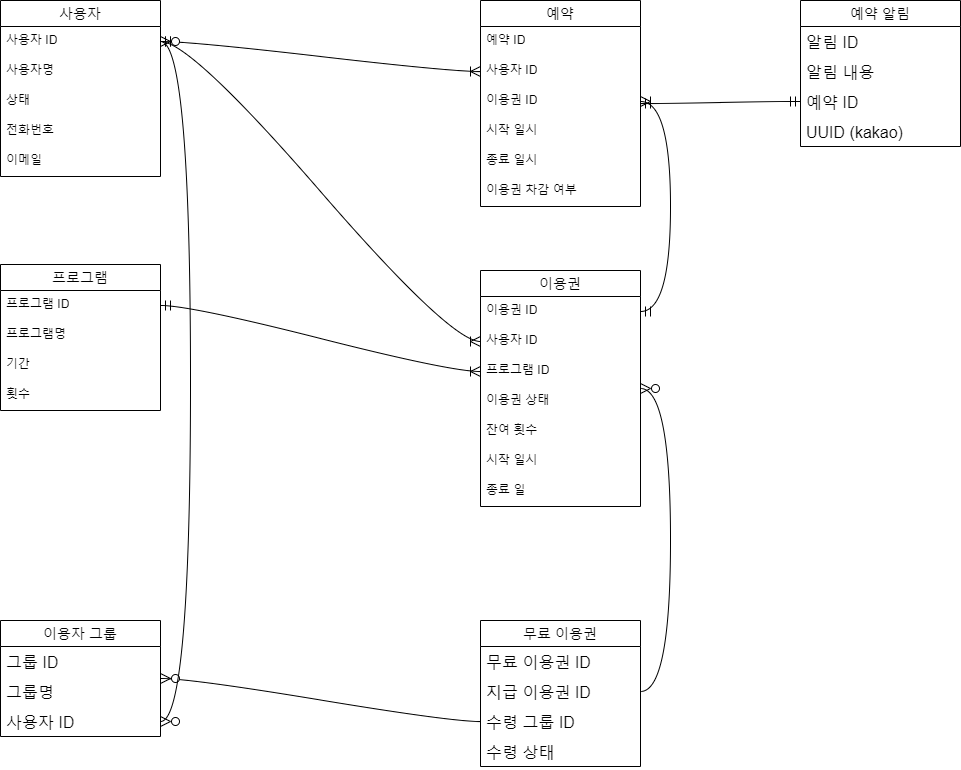 사용자
사용자 ID
사용자명
상태
전화번호
이메일
예약
예약 ID
사용자 ID
이용권 ID
시작 일시
종료 일시
이용권 차감 여부
예약 알림
알림 ID
알림 내용
예약 ID
UUID (kakao)
프로그램
프로그램 ID
프로그램명
기간
횟수
이용권
이용권 ID
사용자 ID
프로그램 ID
이용권 상태
잔여 횟수
시작 일시
종료 일
이용자 그룹
그룹 ID
그룹명
사용자 ID
무료 이용권
무료 이용권 ID
지급 이용권 ID
수령 그룹 ID
수령 상태